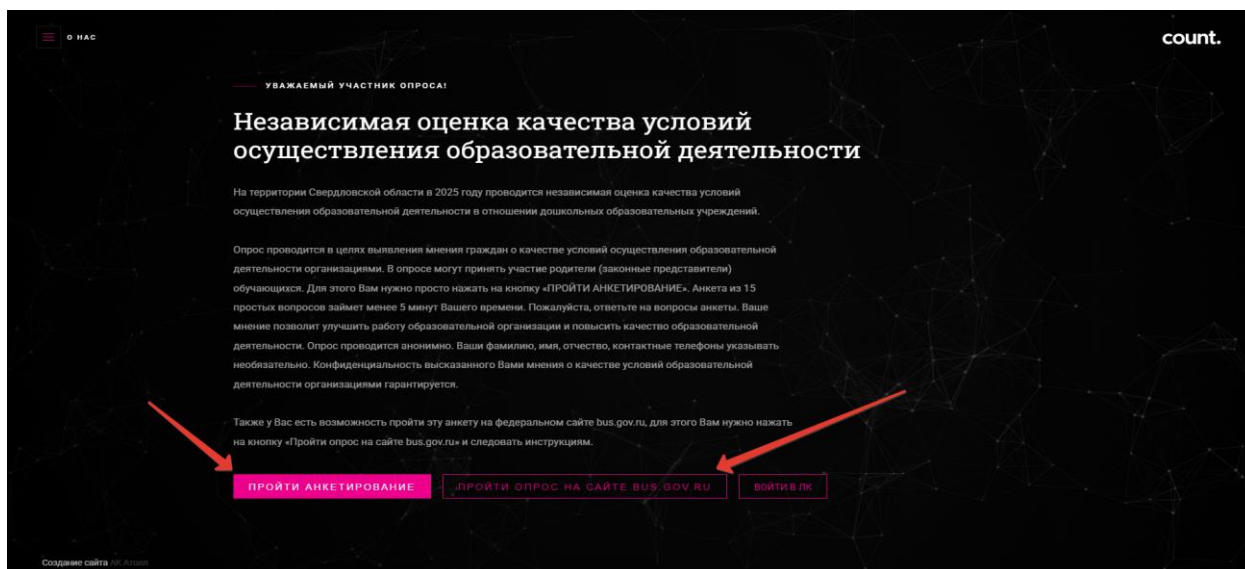 О НАС
count.
УВАЖАЕМЫЙ УЧАСТНИК ОПРОСА!
Независимая оценка качества условий
осуществления образовательной деятельности
На территории Свердловской области в 2025 году проводится независимая оценка качества условий
осуществления образовательной деятельности в отношении дошкольных образовательных учреждений.
Опрос проводится в целях выявления мнения граждан о качестве условий осуществления образовательной
деятельности организациями. В опросе могут принять участие родители (законные представители)
обучающихся. Для этого Вам нужно просто нажать на кнопку «ПРОЙТИ АНКЕТИРОВАНИЕ». Анкета из 15
простых вопросов займет менее 5 минут Вашего времени. Пожалуйста, ответьте на вопросы анкеты. Ваше
мнение позволит улучшить работу образовательной организации и повысить качество образовательной
деятельности. Опрос проводится анонимно. Ваши фамилию, имя, отчество, контактные телефоны указывать
необязательно. Конфиденциальность высказанного Вами мнения о качестве условий образовательной
деятельности организациями гарантируется.
Также у Вас есть возможность пройти эту анкету на федеральном сайте bus.gov.ru, для этого Вам нужно нажать
на кнопку «Пройти опрос на сайте bus.gov.ru» и следовать инструкциям.
ПРОЙТИ АНКЕТИРОВАНИЕ
ПРОЙТИ ОПРОС НА САЙТЕ BUS.GOV.RU
ВОЙТИ В ЛК
Создание сайта ЛК Атолл